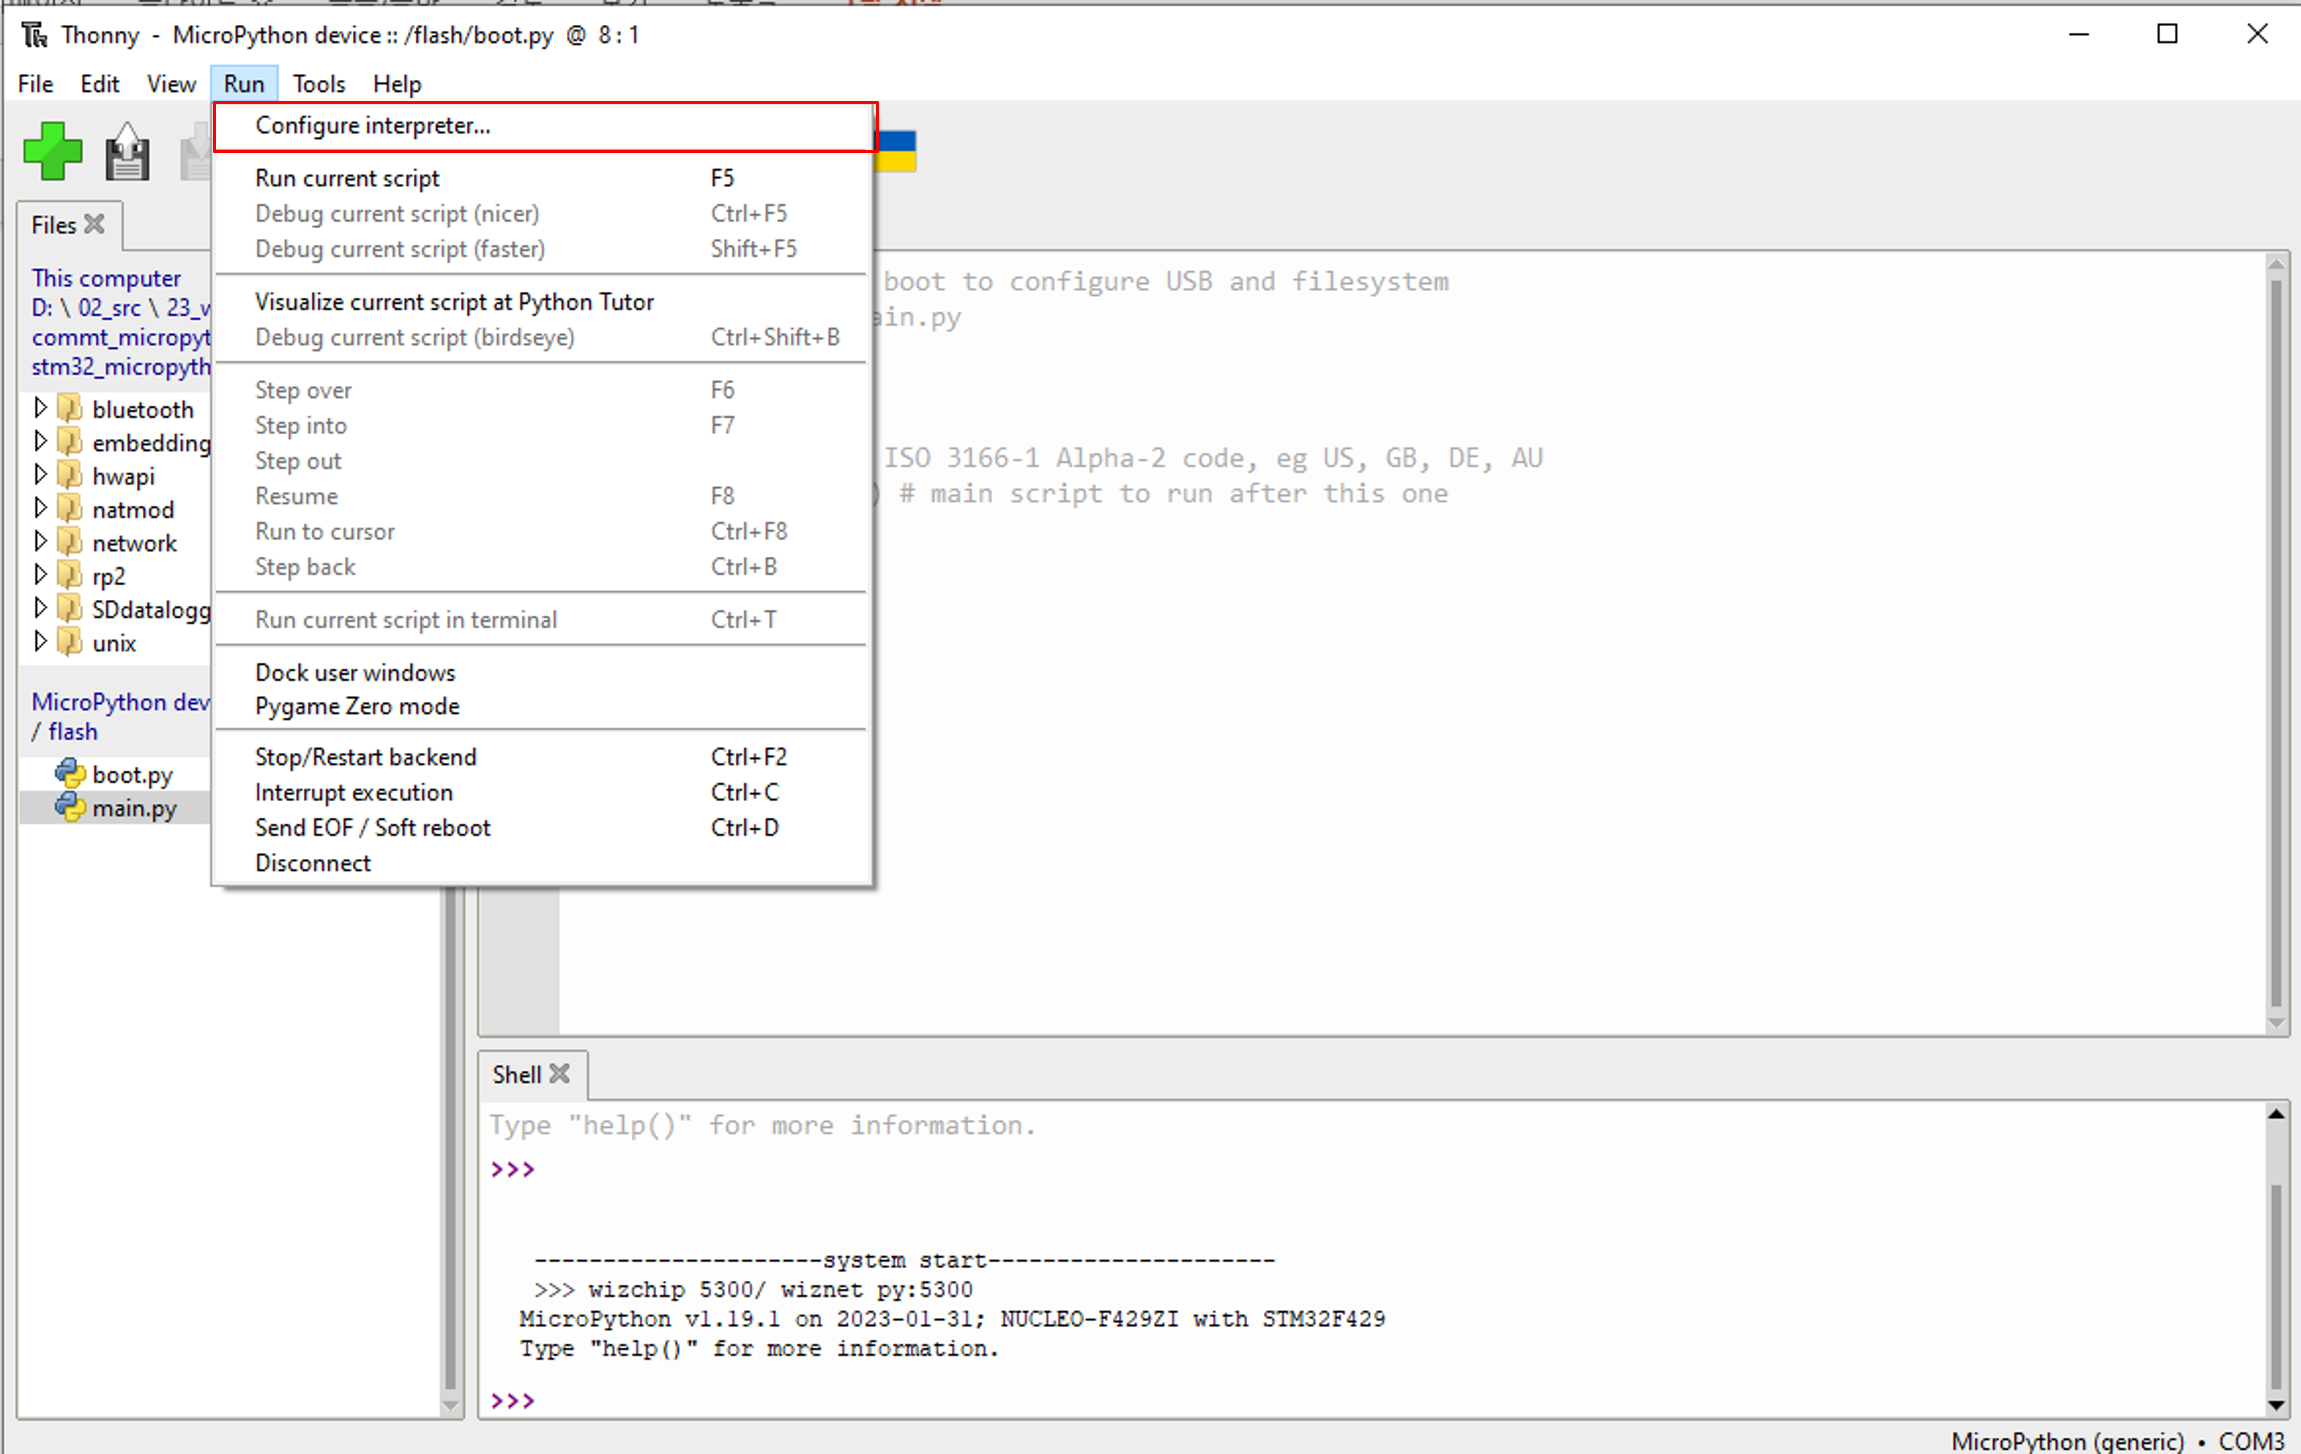 Thonny - MicroPython device :: /flash/boot.py @ 8 : 1
File Edit View Run Tools Help
Configure interpreter...
Run current script F5
Debug current script (nicer) Ctrl+F5
Debug current script (faster) Shift+F5
Visualize current script at Python Tutor
Debug current script (birdseye) Ctrl+Shift+B
Step over F6
Step into F7
Step out
Resume F8
Run to cursor Ctrl+F8
Step back Ctrl+B
Run current script in terminal Ctrl+T
Dock user windows
Pygame Zero mode
Stop/Restart backend Ctrl+F2
Interrupt execution Ctrl+C
Send EOF / Soft reboot Ctrl+D
Disconnect
Files
This computer
D: \ 02_src \ 23_v
commt_micropyt
stm32_micropyth
bluetooth
embedding
hwapi
natmod
network
rp2
SDdatalogg
unix
MicroPython dev
/ flash
boot.py
main.py
boot to configure USB and filesystem
ain.py
ISO 3166-1 Alpha-2 code, eg US, GB, DE, AU
) # main script to run after this one
Shell
Type "help()" for more information.
>>>
---------------------system start---------------------
>>> wizchip 5300/ wiznet py:5300
MicroPython v1.19.1 on 2023-01-31; NUCLEO-F429ZI with STM32F429
Type "help()" for more information.
>>>
MicroPython (generic) • COM3